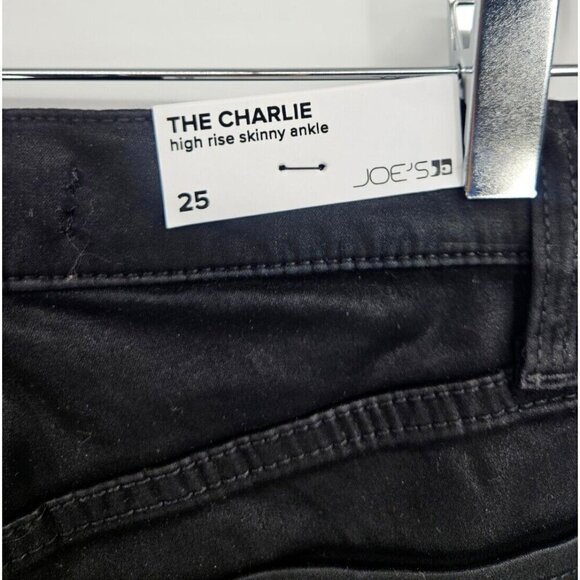 THE CHARLIE
high rise skinny ankle
25
JOE'S